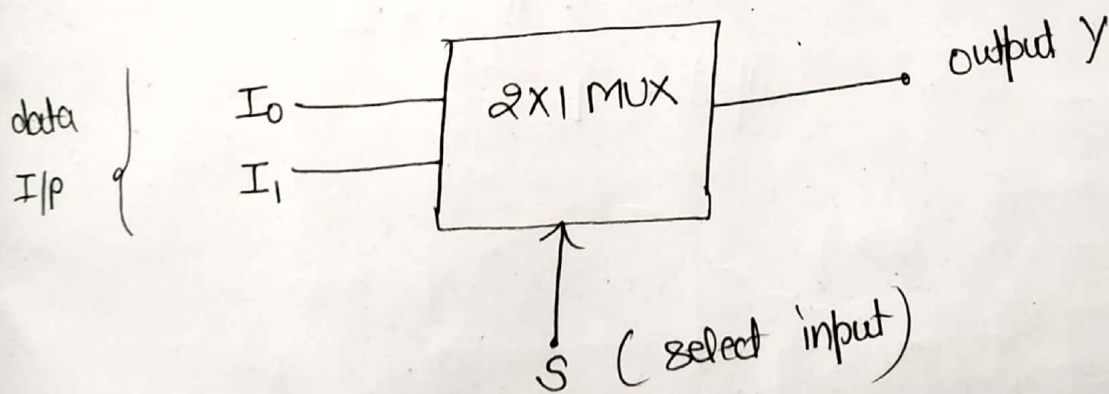 data
I/P
I0
I1
2X1 MUX
output Y
S (select input)